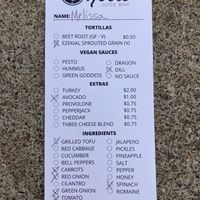 JUICE BAR
NAME: Melissa
TORTILLAS
BEET ROOT (GF - V) $0.50
EZEKIAL SPROUTED GRAIN (V)
VEGAN SAUCES
PESTO DRAGON
HUMMUS DILL
GREEN GODDESS NO SAUCE
EXTRAS
TURKEY $2.00
AVOCADO $1.00
PROVOLONE $0.75
PEPPERJACK $0.75
CHEDDAR $0.75
THREE CHEESE BLEND $0.75
INGREDIENTS
GRILLED TOFU JALAPEÑO
RED CABBAGE PICKLES
CUCUMBER PINEAPPLE
BELL PEPPERS SALT
CARROTS PEPPER
RED ONION HONEY
CILANTRO SPINACH
GREEN ONION ROMAINE
TOMATO